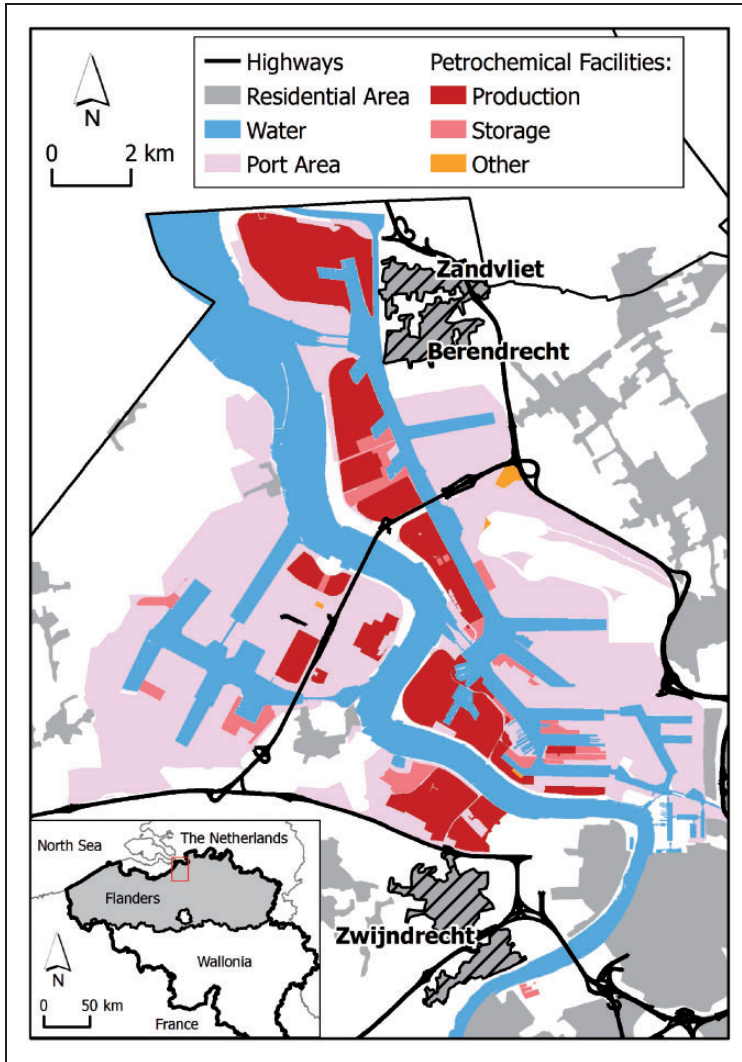 Highways
Residential Area
Water
Port Area
Petrochemical Facilities:
Production
Storage
Other
N
0 2 km
Zandvliet
Berendrecht
Zwijndrecht
North Sea
The Netherlands
Flanders
Wallonia
France
N
0 50 km